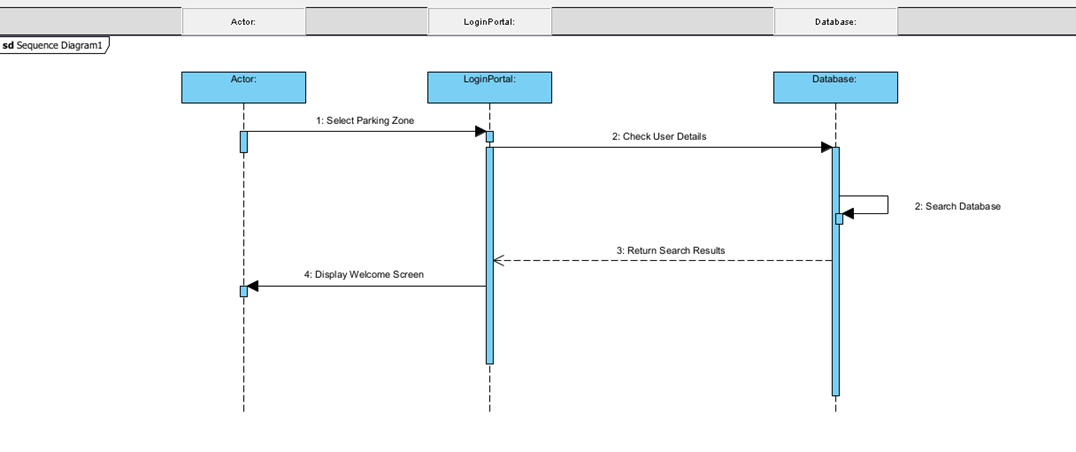 Actor:
LoginPortal:
Database:
sd Sequence Diagram1
Actor:
LoginPortal:
Database:
1: Select Parking Zone
2: Check User Details
2: Search Database
3: Return Search Results
4: Display Welcome Screen